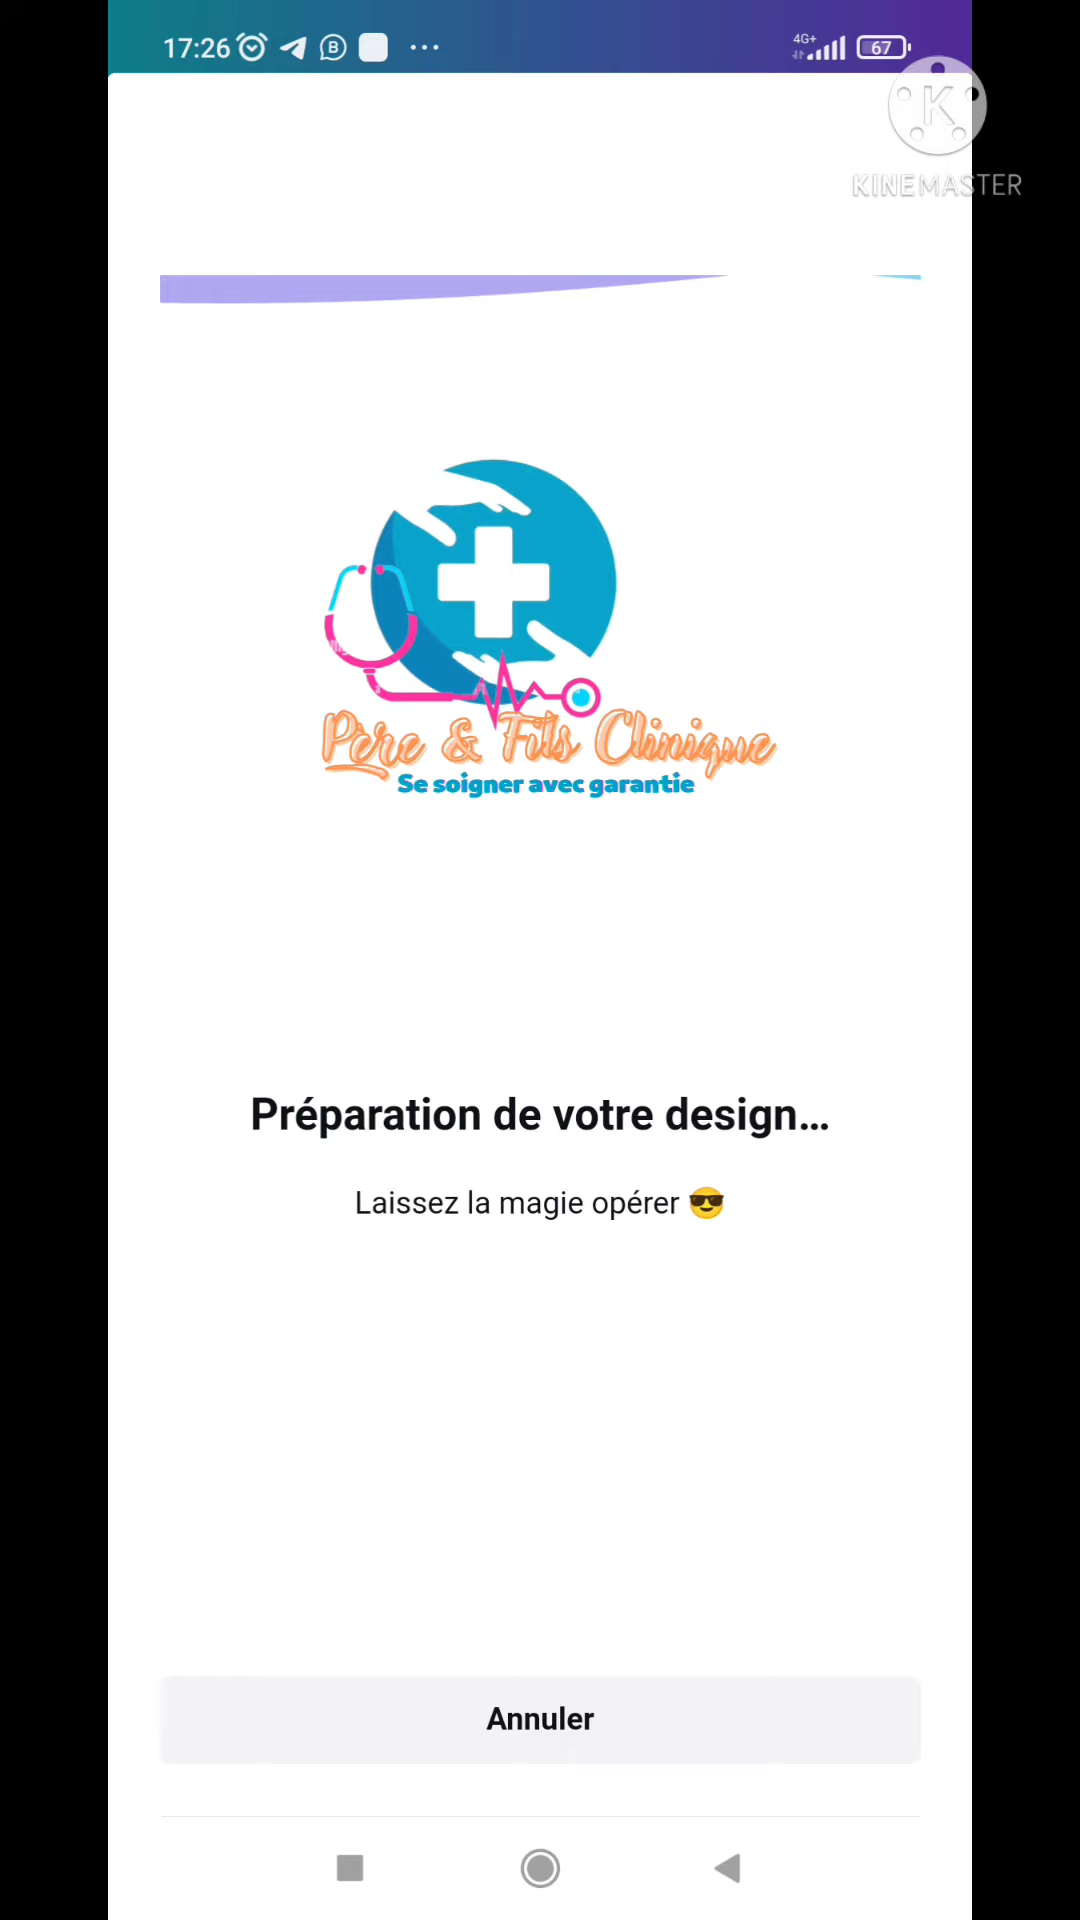 17:26
B
4G+
67
K
KINEMASTER
Père & Fils Clinique
Se soigner avec garantie
Préparation de votre design...
Laissez la magie opérer 😎
Annuler